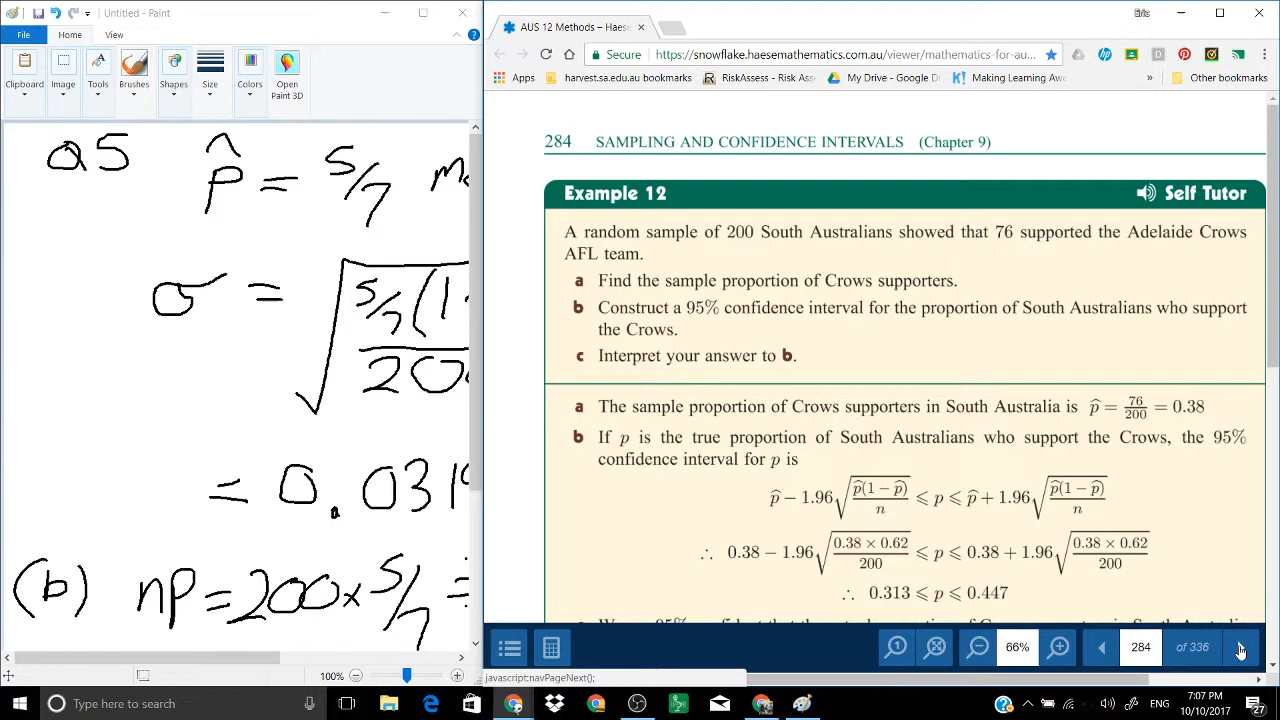 Untitled - Paint
File
Home
View
Clipboard
Image
Tools
Brushes
Shapes
Size
Colors
Open
Paint 3D
Q5 p̂ = 5/7
σ = √ 5/7 (1-
200
= 0.0319
(b) np = 200 × 5/7 =
100%
AUS 12 Methods – Haese
Secure
https://snowflake.haesemathematics.com.au/viewer/mathematics-for-au...
Apps
harvest.sa.edu.au bookmarks
RiskAssess - Risk Ass
My Drive – Google Dr
Making Learning Awe
Other bookmarks
284 SAMPLING AND CONFIDENCE INTERVALS (Chapter 9)
Example 12
Self Tutor
A random sample of 200 South Australians showed that 76 supported the Adelaide Crows
AFL team.
a Find the sample proportion of Crows supporters.
b Construct a 95% confidence interval for the proportion of South Australians who support
the Crows.
c Interpret your answer to b.
a The sample proportion of Crows supporters in South Australia is p̂ = 76/200 = 0.38
b If p is the true proportion of South Australians who support the Crows, the 95%
confidence interval for p is
p̂ − 1.96√(p̂(1 − p̂)/n) ⩽ p ⩽ p̂ + 1.96√(p̂(1 − p̂)/n)
∴ 0.38 − 1.96√(0.38 × 0.62/200) ⩽ p ⩽ 0.38 + 1.96√(0.38 × 0.62/200)
∴ 0.313 ⩽ p ⩽ 0.447
66%
284
of 336
javascript:navPageNext();
Type here to search
ENG
7:07 PM
10/10/2017
27